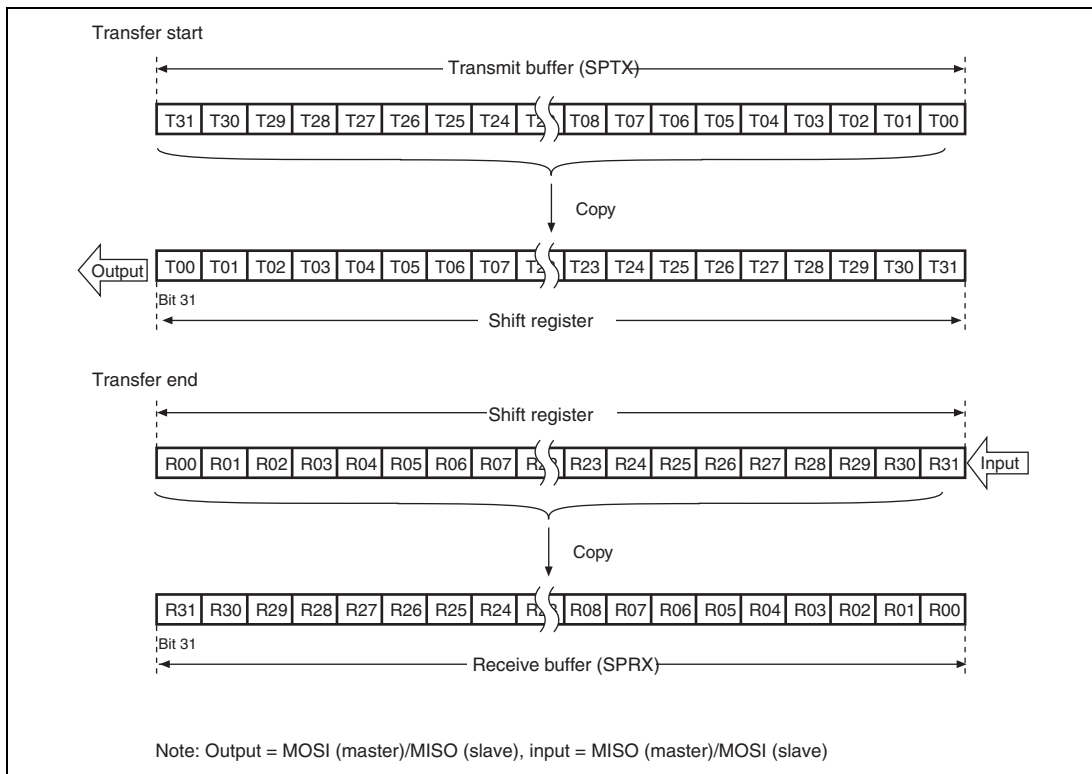 Transfer start
Transmit buffer (SPTX)
T31 T30 T29 T28 T27 T26 T25 T24 T08 T07 T06 T05 T04 T03 T02 T01 T00
Copy
Output T00 T01 T02 T03 T04 T05 T06 T07 T23 T24 T25 T26 T27 T28 T29 T30 T31
Bit 31
Shift register
Transfer end
Shift register
R00 R01 R02 R03 R04 R05 R06 R07 R23 R24 R25 R26 R27 R28 R29 R30 R31 Input
Copy
R31 R30 R29 R28 R27 R26 R25 R24 R08 R07 R06 R05 R04 R03 R02 R01 R00
Bit 31
Receive buffer (SPRX)
Note: Output = MOSI (master)/MISO (slave), input = MISO (master)/MOSI (slave)